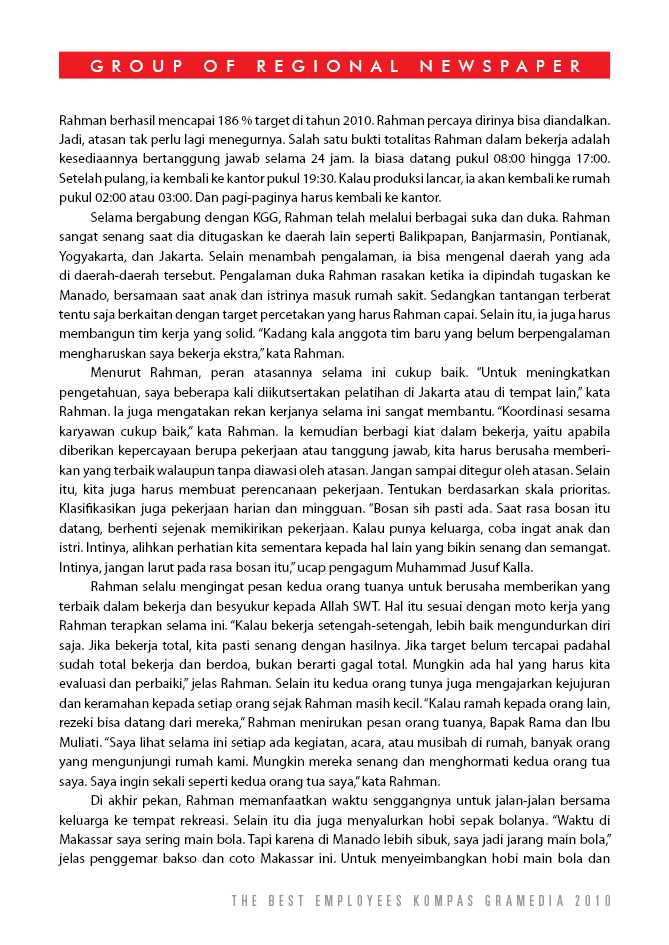 GROUP OF REGIONAL NEWSPAPER
Rahman berhasil mencapai 186 % target di tahun 2010. Rahman percaya dirinya bisa diandalkan.
Jadi, atasan tak perlu lagi menegurnya. Salah satu bukti totalitas Rahman dalam bekerja adalah
kesediaannya bertanggung jawab selama 24 jam. Ia biasa datang pukul 08:00 hingga 17:00.
Setelah pulang, ia kembali ke kantor pukul 19:30. Kalau produksi lancar, ia akan kembali ke rumah
pukul 02:00 atau 03:00. Dan pagi-paginya harus kembali ke kantor.
Selama bergabung dengan KGG, Rahman telah melalui berbagai suka dan duka. Rahman
sangat senang saat dia ditugaskan ke daerah lain seperti Balikpapan, Banjarmasin, Pontianak,
Yogyakarta, dan Jakarta. Selain menambah pengalaman, ia bisa mengenal daerah yang ada
di daerah-daerah tersebut. Pengalaman duka Rahman rasakan ketika ia dipindah tugaskan ke
Manado, bersamaan saat anak dan istrinya masuk rumah sakit. Sedangkan tantangan terberat
tentu saja berkaitan dengan target percetakan yang harus Rahman capai. Selain itu, ia juga harus
membangun tim kerja yang solid. “Kadang kala anggota tim baru yang belum berpengalaman
mengharuskan saya bekerja ekstra,” kata Rahman.
Menurut Rahman, peran atasannya selama ini cukup baik. “Untuk meningkatkan
pengetahuan, saya beberapa kali diikutsertakan pelatihan di Jakarta atau di tempat lain,” kata
Rahman. Ia juga mengatakan rekan kerjanya selama ini sangat membantu. “Koordinasi sesama
karyawan cukup baik,” kata Rahman. Ia kemudian berbagi kiat dalam bekerja, yaitu apabila
diberikan kepercayaan berupa pekerjaan atau tanggung jawab, kita harus berusaha memberi-
kan yang terbaik walaupun tanpa diawasi oleh atasan. Jangan sampai ditegur oleh atasan. Selain
itu, kita juga harus membuat perencanaan pekerjaan. Tentukan berdasarkan skala prioritas.
Klasifikasikan juga pekerjaan harian dan mingguan. “Bosan sih pasti ada. Saat rasa bosan itu
datang, berhenti sejenak memikirikan pekerjaan. Kalau punya keluarga, coba ingat anak dan
istri. Intinya, alihkan perhatian kita sementara kepada hal lain yang bikin senang dan semangat.
Intinya, jangan larut pada rasa bosan itu,” ucap pengagum Muhammad Jusuf Kalla.
Rahman selalu mengingat pesan kedua orang tuanya untuk berusaha memberikan yang
terbaik dalam bekerja dan besyukur kepada Allah SWT. Hal itu sesuai dengan moto kerja yang
Rahman terapkan selama ini. “Kalau bekerja setengah-setengah, lebih baik mengundurkan diri
saja. Jika bekerja total, kita pasti senang dengan hasilnya. Jika target belum tercapai padahal
sudah total bekerja dan berdoa, bukan berarti gagal total. Mungkin ada hal yang harus kita
evaluasi dan perbaiki,” jelas Rahman. Selain itu kedua orang tunya juga mengajarkan kejujuran
dan keramahan kepada setiap orang sejak Rahman masih kecil. “Kalau ramah kepada orang lain,
rezeki bisa datang dari mereka,” Rahman menirukan pesan orang tuanya, Bapak Rama dan Ibu
Muliati. “Saya lihat selama ini setiap ada kegiatan, acara, atau musibah di rumah, banyak orang
yang mengunjungi rumah kami. Mungkin mereka senang dan menghormati kedua orang tua
saya. Saya ingin sekali seperti kedua orang tua saya,” kata Rahman.
Di akhir pekan, Rahman memanfaatkan waktu senggangnya untuk jalan-jalan bersama
keluarga ke tempat rekreasi. Selain itu dia juga menyalurkan hobi sepak bolanya. “Waktu di
Makassar saya sering main bola. Tapi karena di Manado lebih sibuk, saya jadi jarang main bola,”
jelas penggemar bakso dan coto Makassar ini. Untuk menyeimbangkan hobi main bola dan
THE BEST EMPLOYEES KOMPAS GRAMEDIA 2010